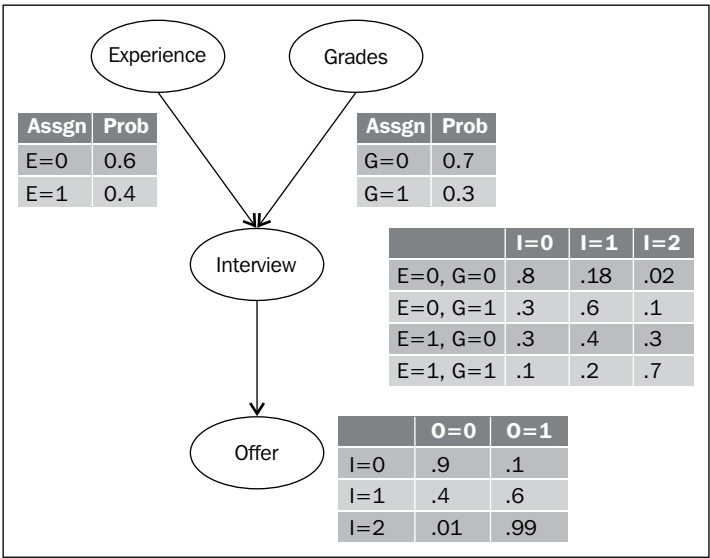 Experience
Grades
Assgn Prob
E=0 0.6
E=1 0.4
Assgn Prob
G=0 0.7
G=1 0.3
Interview
I=0 I=1 I=2
E=0, G=0 .8 .18 .02
E=0, G=1 .3 .6 .1
E=1, G=0 .3 .4 .3
E=1, G=1 .1 .2 .7
Offer
O=0 O=1
I=0 .9 .1
I=1 .4 .6
I=2 .01 .99